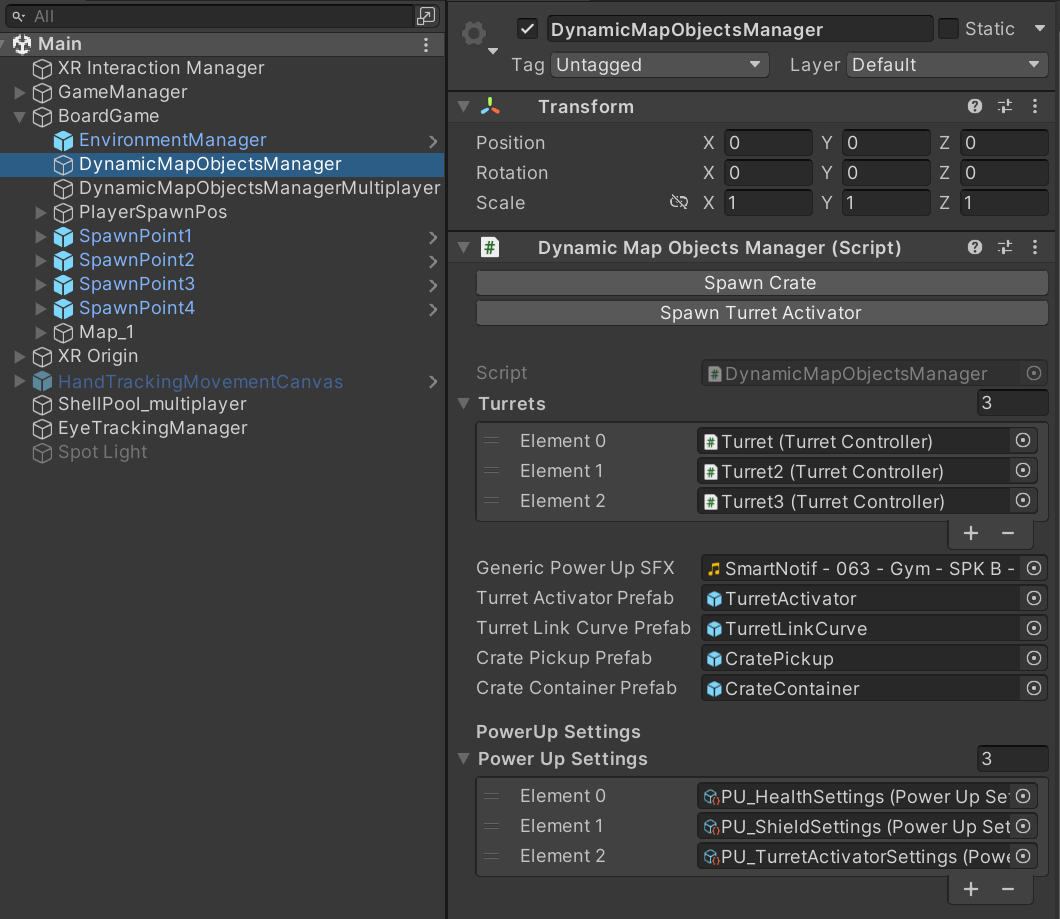 All
Main
XR Interaction Manager
GameManager
BoardGame
EnvironmentManager
DynamicMapObjectsManager
DynamicMapObjectsManagerMultiplayer
PlayerSpawnPos
SpawnPoint1
SpawnPoint2
SpawnPoint3
SpawnPoint4
Map_1
XR Origin
HandTrackingMovementCanvas
ShellPool_multiplayer
EyeTrackingManager
Spot Light
DynamicMapObjectsManager Static
Tag Untagged Layer Default
Transform
Position X 0 Y 0 Z 0
Rotation X 0 Y 0 Z 0
Scale X 1 Y 1 Z 1
# Dynamic Map Objects Manager (Script)
Spawn Crate
Spawn Turret Activator
Script # DynamicMapObjectsManager
Turrets 3
Element 0 # Turret (Turret Controller)
Element 1 # Turret2 (Turret Controller)
Element 2 # Turret3 (Turret Controller)
+ −
Generic Power Up SFX SmartNotif - 063 - Gym - SPK B -
Turret Activator Prefab TurretActivator
Turret Link Curve Prefab TurretLinkCurve
Crate Pickup Prefab CratePickup
Crate Container Prefab CrateContainer
PowerUp Settings
Power Up Settings 3
Element 0 PU_HealthSettings (Power Up Se
Element 1 PU_ShieldSettings (Power Up Set
Element 2 PU_TurretActivatorSettings (Powe
+ −